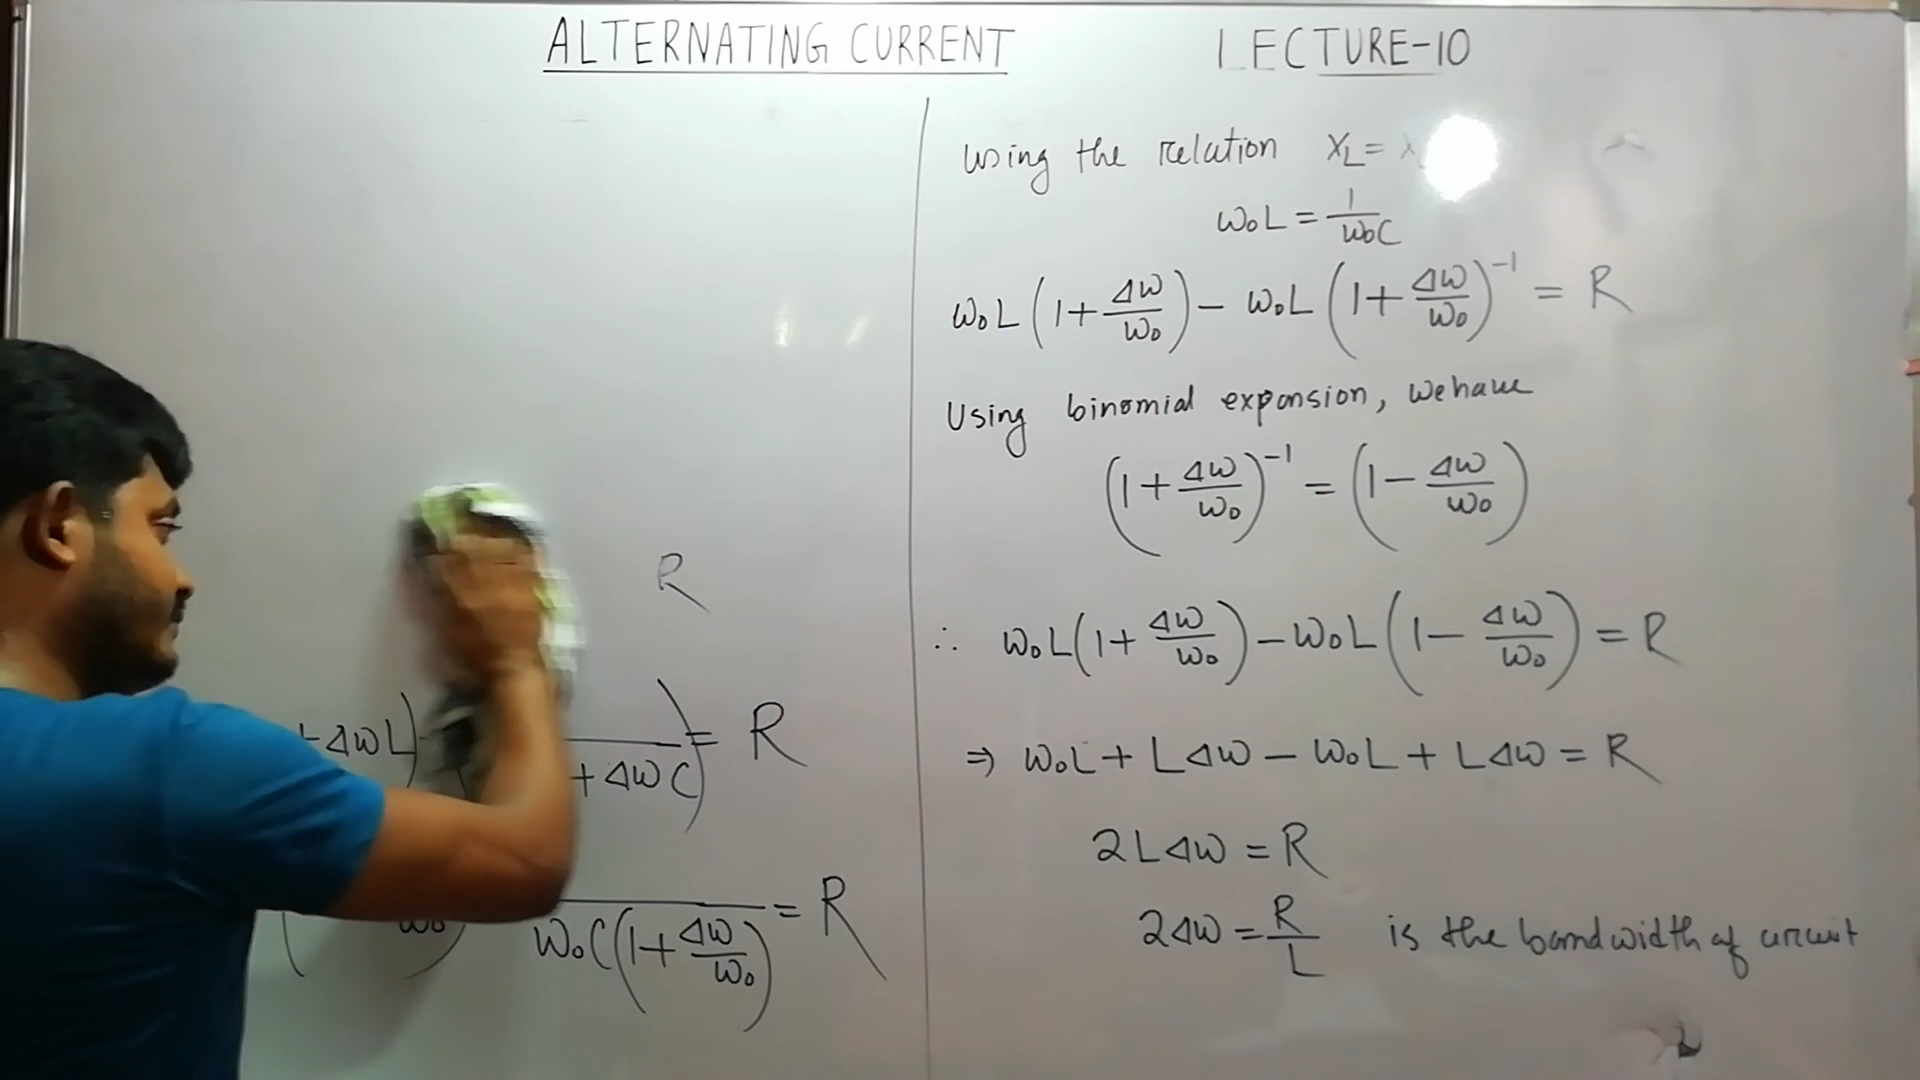 ALTERNATING CURRENT LECTURE-10
R
ΔωL) = R
+ ΔωC)
= R
ω₀
ω₀C(1+Δω/ω₀)
Using the relation X_L =
ω₀L = 1/ω₀C
ω₀L(1+Δω/ω₀) - ω₀L(1+Δω/ω₀)⁻¹ = R
Using binomial expansion, we have
(1+Δω/ω₀)⁻¹ = (1-Δω/ω₀)
∴ ω₀L(1+Δω/ω₀) - ω₀L(1-Δω/ω₀) = R
⇒ ω₀L + LΔω - ω₀L + LΔω = R
2LΔω = R
2Δω = R/L is the bandwidth of circuit